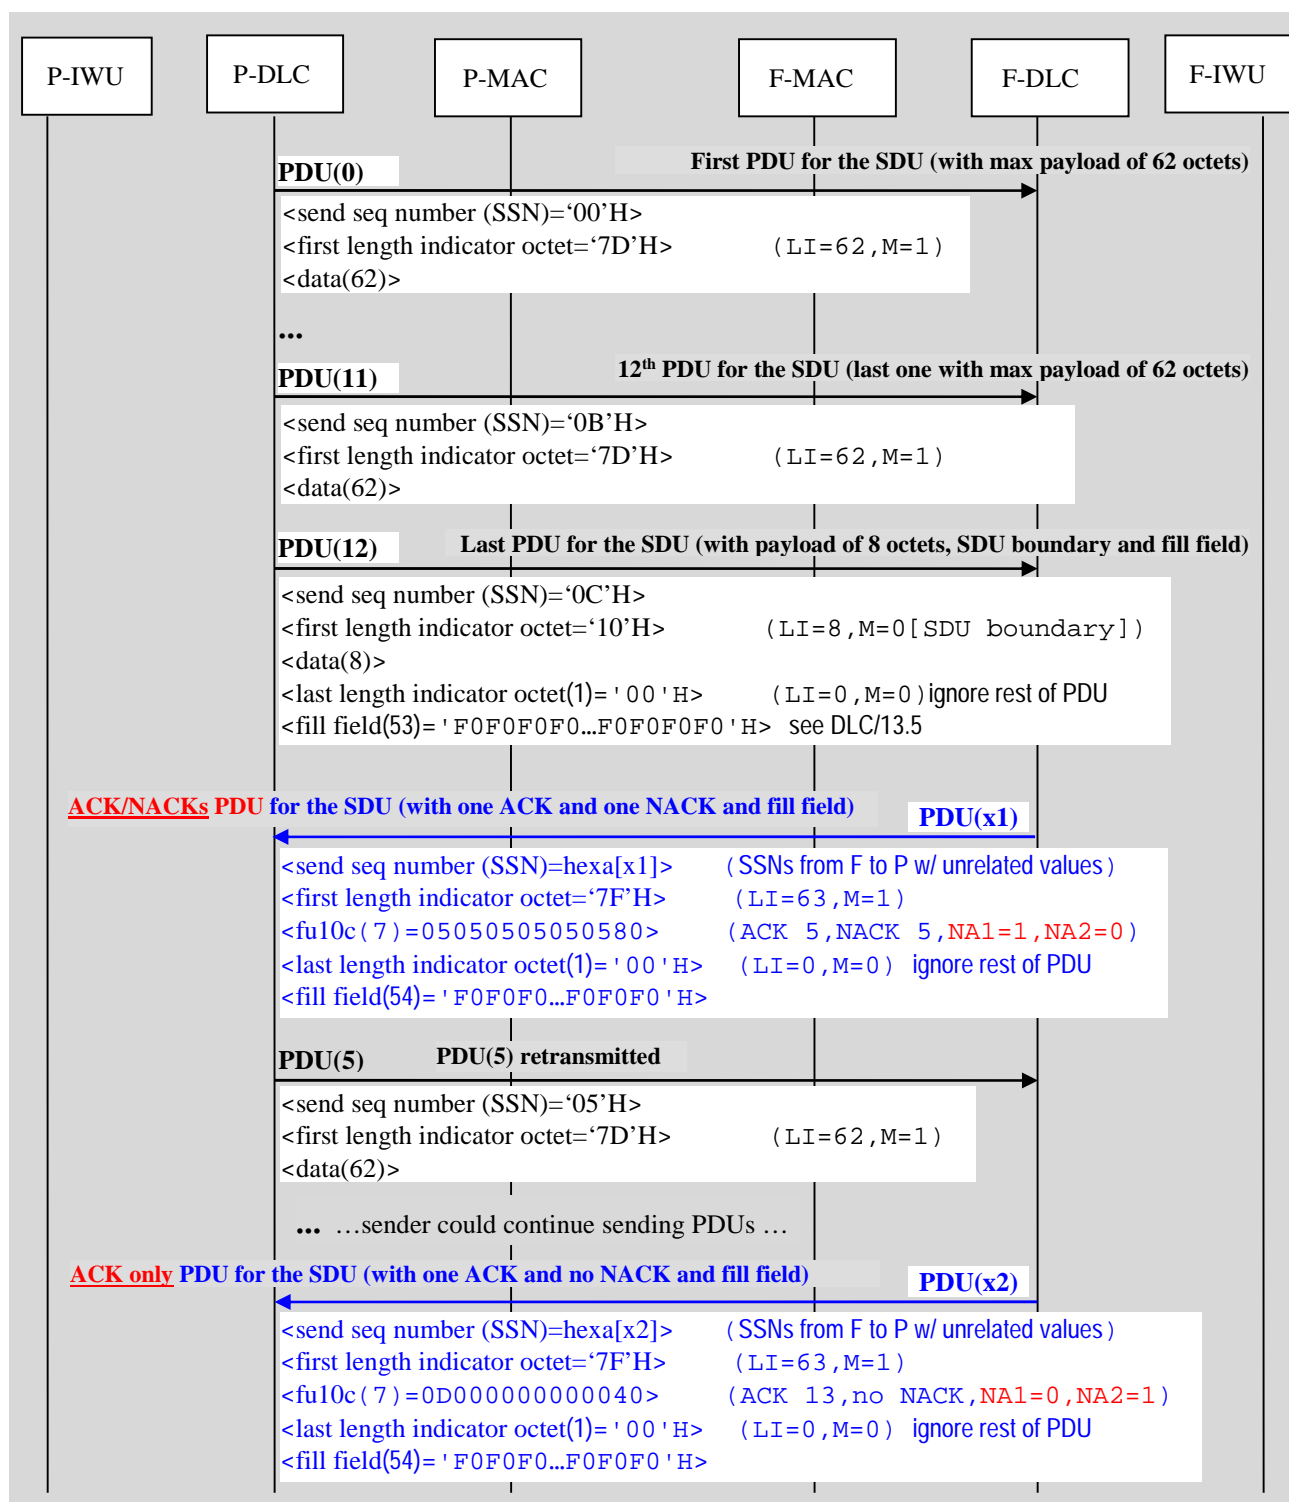 P-IWU P-DLC P-MAC F-MAC F-DLC F-IWU
PDU(0) First PDU for the SDU (with max payload of 62 octets)
<send seq number (SSN)=‘00’H>
<first length indicator octet=‘7D’H> (LI=62,M=1)
<data(62)>
...
PDU(11) 12th PDU for the SDU (last one with max payload of 62 octets)
<send seq number (SSN)=‘0B’H>
<first length indicator octet=‘7D’H> (LI=62,M=1)
<data(62)>
PDU(12) Last PDU for the SDU (with payload of 8 octets, SDU boundary and fill field)
<send seq number (SSN)=‘0C’H>
<first length indicator octet=‘10’H> (LI=8,M=0[SDU boundary])
<data(8)>
<last length indicator octet(1)='00'H> (LI=0,M=0)ignore rest of PDU
<fill field(53)='F0F0F0F0…F0F0F0F0'H> see DLC/13.5
ACK/NACKs PDU for the SDU (with one ACK and one NACK and fill field) PDU(x1)
<send seq number (SSN)=hexa[x1]> (SSNs from F to P w/ unrelated values)
<first length indicator octet=‘7F’H> (LI=63,M=1)
<fu10c(7)=05050505050580> (ACK 5,NACK 5,NA1=1,NA2=0)
<last length indicator octet(1)='00'H> (LI=0,M=0) ignore rest of PDU
<fill field(54)='F0F0F0…F0F0F0'H>
PDU(5) PDU(5) retransmitted
<send seq number (SSN)=‘05’H>
<first length indicator octet=‘7D’H> (LI=62,M=1)
<data(62)>
... …sender could continue sending PDUs …
ACK only PDU for the SDU (with one ACK and no NACK and fill field) PDU(x2)
<send seq number (SSN)=hexa[x2]> (SSNs from F to P w/ unrelated values)
<first length indicator octet=‘7F’H> (LI=63,M=1)
<fu10c(7)=0D000000000040> (ACK 13,no NACK,NA1=0,NA2=1)
<last length indicator octet(1)='00'H> (LI=0,M=0) ignore rest of PDU
<fill field(54)='F0F0F0…F0F0F0'H>